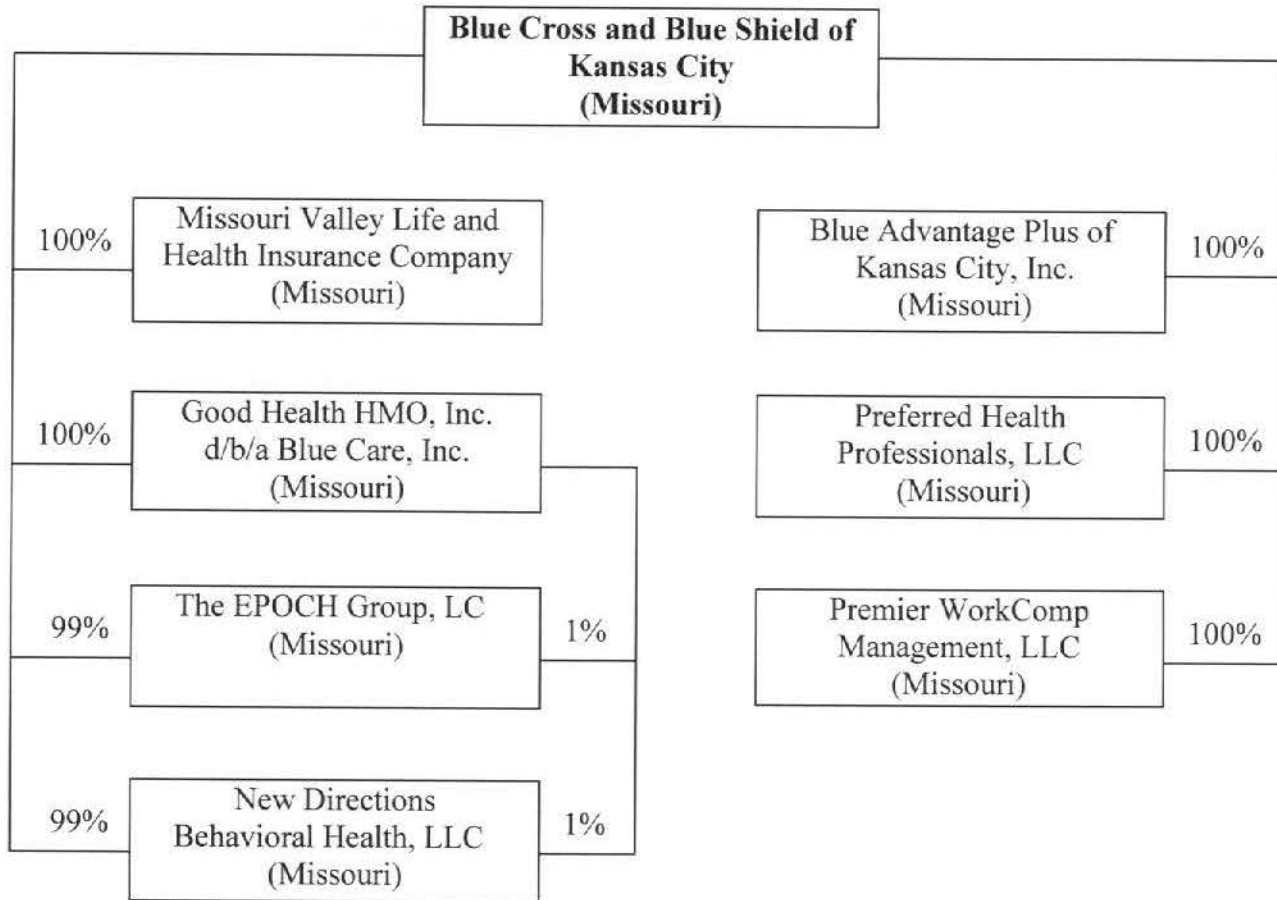 Blue Cross and Blue Shield of
Kansas City
(Missouri)
100%
Missouri Valley Life and
Health Insurance Company
(Missouri)
Blue Advantage Plus of
Kansas City, Inc.
(Missouri)
100%
100%
Good Health HMO, Inc.
d/b/a Blue Care, Inc.
(Missouri)
Preferred Health
Professionals, LLC
(Missouri)
100%
99%
The EPOCH Group, LC
(Missouri)
1%
Premier WorkComp
Management, LLC
(Missouri)
100%
99%
New Directions
Behavioral Health, LLC
(Missouri)
1%